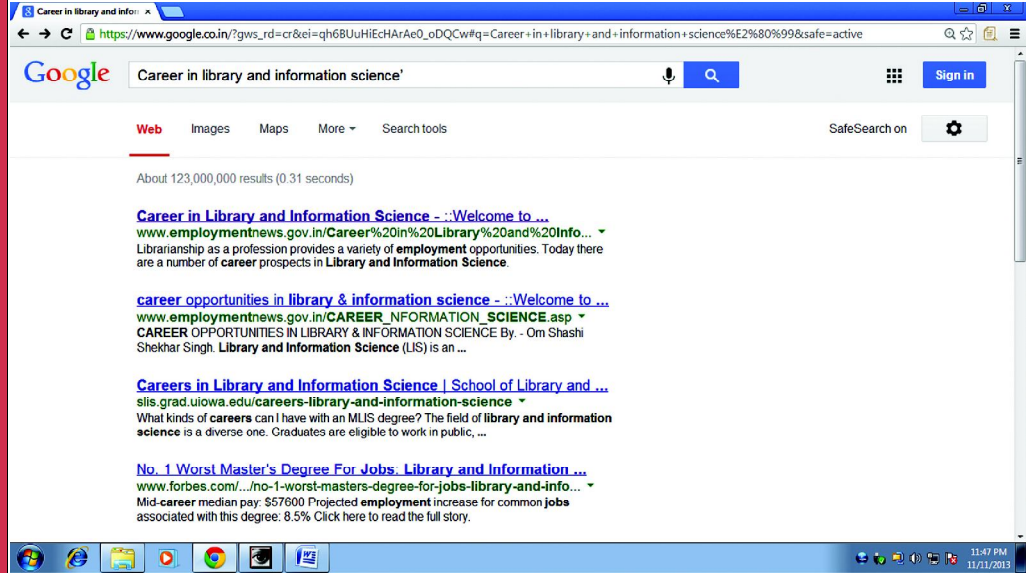 Career in library and infor
https://www.google.co.in/?gws_rd=cr&ei=qh6BUuHiEcHArAe0_oDQCw#q=Career+in+library+and+information+science%E2%80%99&safe=active
Google
Career in library and information science’
Sign in
Web Images Maps More Search tools SafeSearch on
About 123,000,000 results (0.31 seconds)
Career in Library and Information Science - ::Welcome to ...
www.employmentnews.gov.in/Career%20in%20Library%20and%20Info...
Librarianship as a profession provides a variety of employment opportunities. Today there
are a number of career prospects in Library and Information Science.
career opportunities in library & information science - ::Welcome to ...
www.employmentnews.gov.in/CAREER_NFORMATION_SCIENCE.asp
CAREER OPPORTUNITIES IN LIBRARY & INFORMATION SCIENCE By. - Om Shashi
Shekhar Singh. Library and Information Science (LIS) is an ...
Careers in Library and Information Science | School of Library and ...
slis.grad.uiowa.edu/careers-library-and-information-science
What kinds of careers can I have with an MLIS degree? The field of library and information
science is a diverse one. Graduates are eligible to work in public, ...
No. 1 Worst Master's Degree For Jobs: Library and Information ...
www.forbes.com/.../no-1-worst-masters-degree-for-jobs-library-and-info...
Mid-career median pay: $57600 Projected employment increase for common jobs
associated with this degree: 8.5% Click here to read the full story.
11:47 PM
11/11/2013